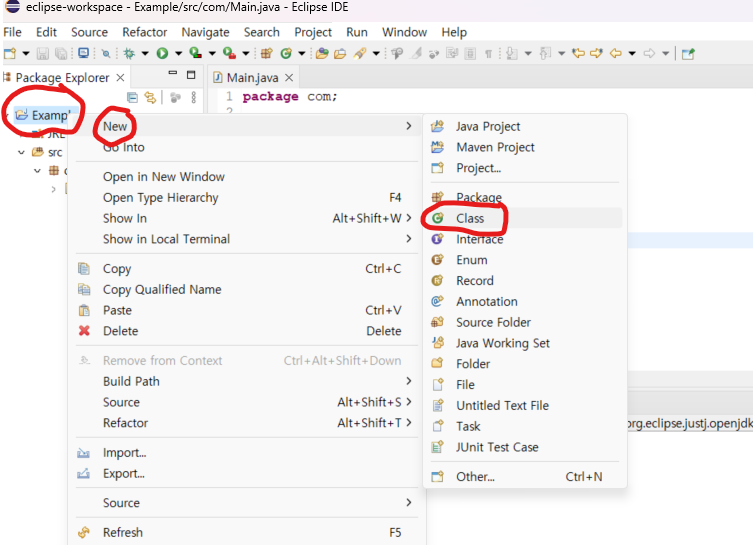 eclipse-workspace - Example/src/com/Main.java - Eclipse IDE
File Edit Source Refactor Navigate Search Project Run Window Help
Package Explorer
Main.java
1 package com;
2
Exampl
JRE
src
New
Go Into
Open in New Window
Open Type Hierarchy F4
Show In Alt+Shift+W
Show in Local Terminal
Copy Ctrl+C
Copy Qualified Name
Paste Ctrl+V
Delete Delete
Remove from Context Ctrl+Alt+Shift+Down
Build Path
Source Alt+Shift+S
Refactor Alt+Shift+T
Import...
Export...
Source
Refresh F5
Java Project
Maven Project
Project...
Package
Class
Interface
Enum
Record
Annotation
Source Folder
Java Working Set
Folder
File
Untitled Text File
Task
JUnit Test Case
Other... Ctrl+N
org.eclipse.justj.openjdk